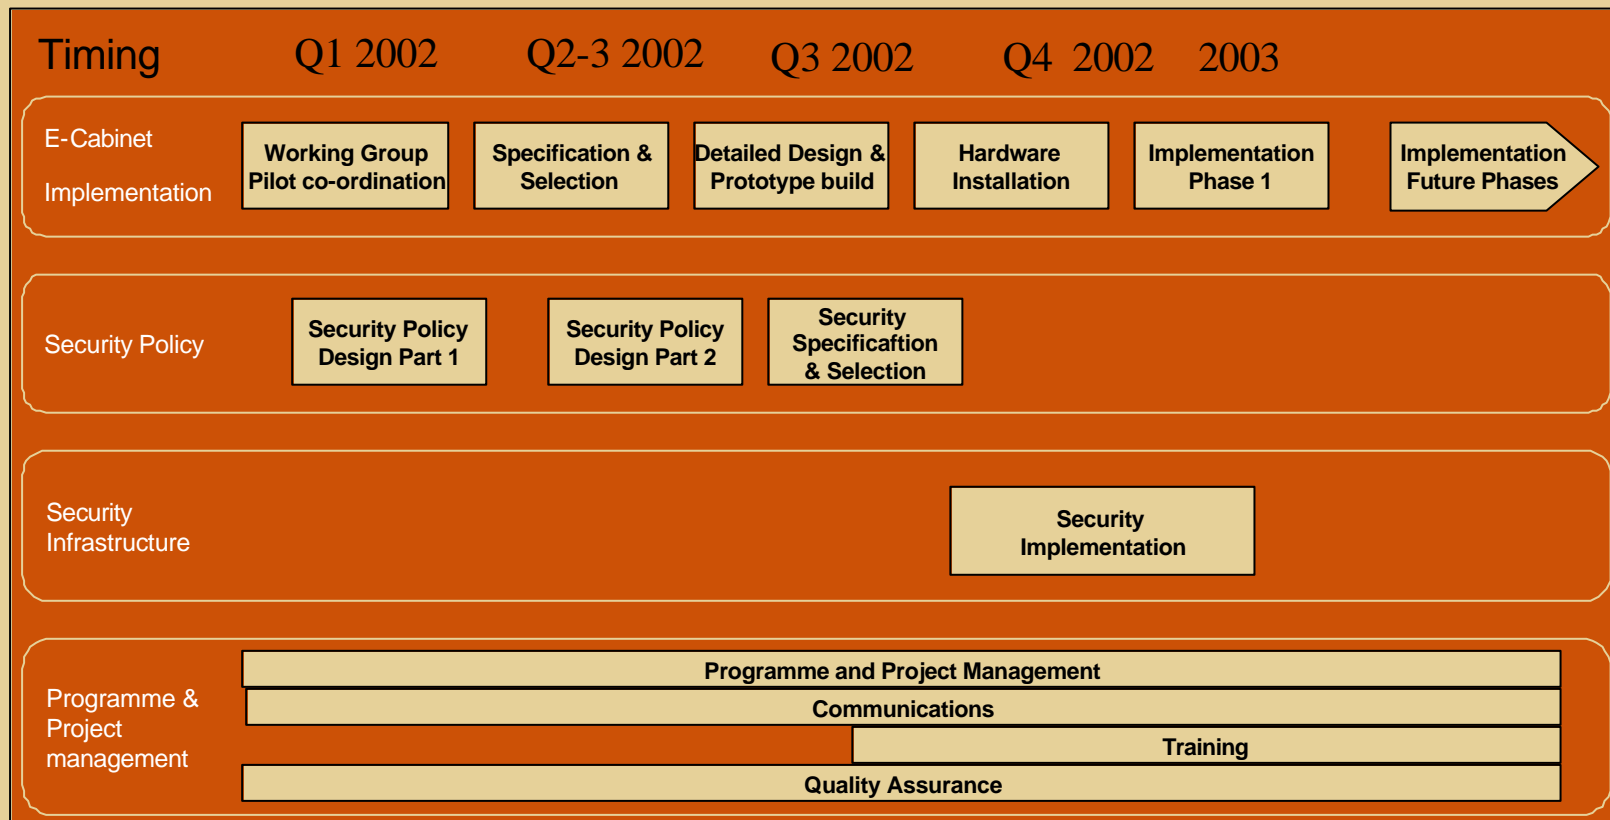 Timing Q1 2002 Q2-3 2002 Q3 2002 Q4 2002 2003
E-Cabinet
Implementation
Working Group
Pilot co-ordination
Specification &
Selection
Detailed Design &
Prototype build
Hardware
Installation
Implementation
Phase 1
Implementation
Future Phases
Security Policy
Security Policy
Design Part 1
Security Policy
Design Part 2
Security
Specificaftion
& Selection
Security
Infrastructure
Security
Implementation
Programme &
Project
management
Programme and Project Management
Communications
Training
Quality Assurance